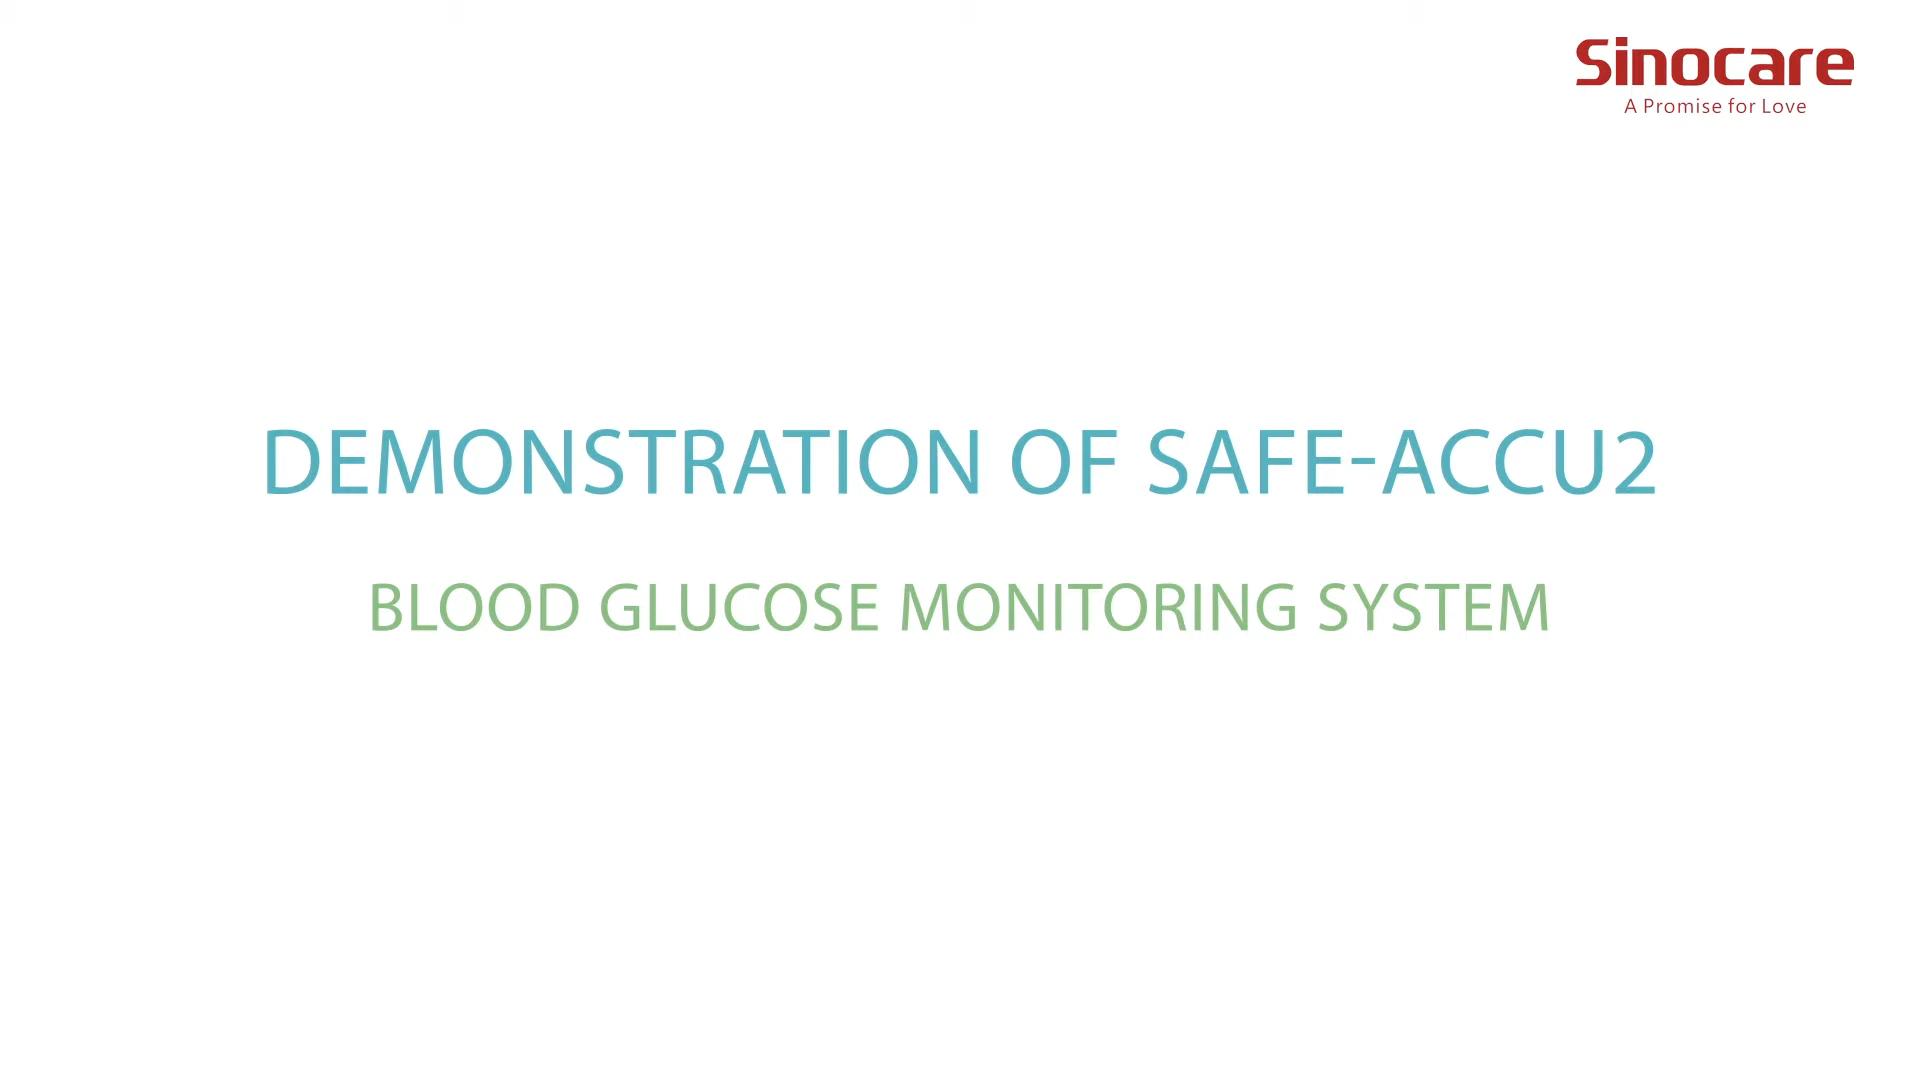 Sinocare
A Promise for Love
DEMONSTRATION OF SAFE-ACCU2
BLOOD GLUCOSE MONITORING SYSTEM